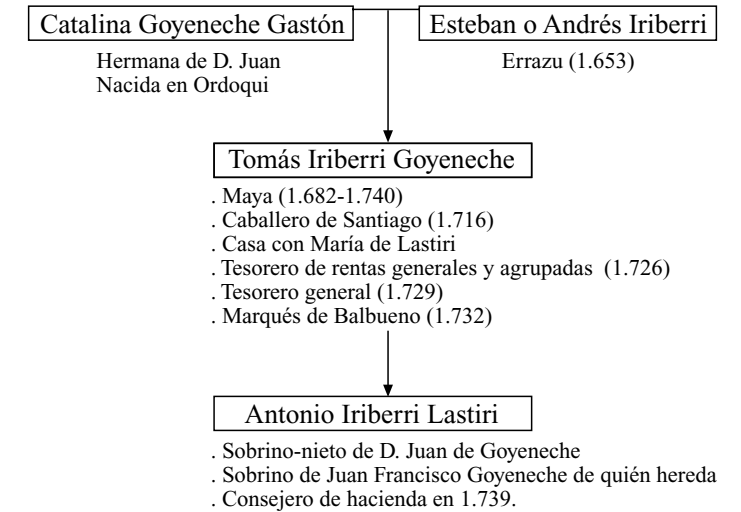 Catalina Goyeneche Gastón
Esteban o Andrés Iriberri
Hermana de D. Juan
Nacida en Ordoqui
Errazu (1.653)
Tomás Iriberri Goyeneche
. Maya (1.682-1.740)
. Caballero de Santiago (1.716)
. Casa con María de Lastiri
. Tesorero de rentas generales y agrupadas (1.726)
. Tesorero general (1.729)
. Marqués de Balbueno (1.732)
Antonio Iriberri Lastiri
. Sobrino-nieto de D. Juan de Goyeneche
. Sobrino de Juan Francisco Goyeneche de quién hereda
. Consejero de hacienda en 1.739.